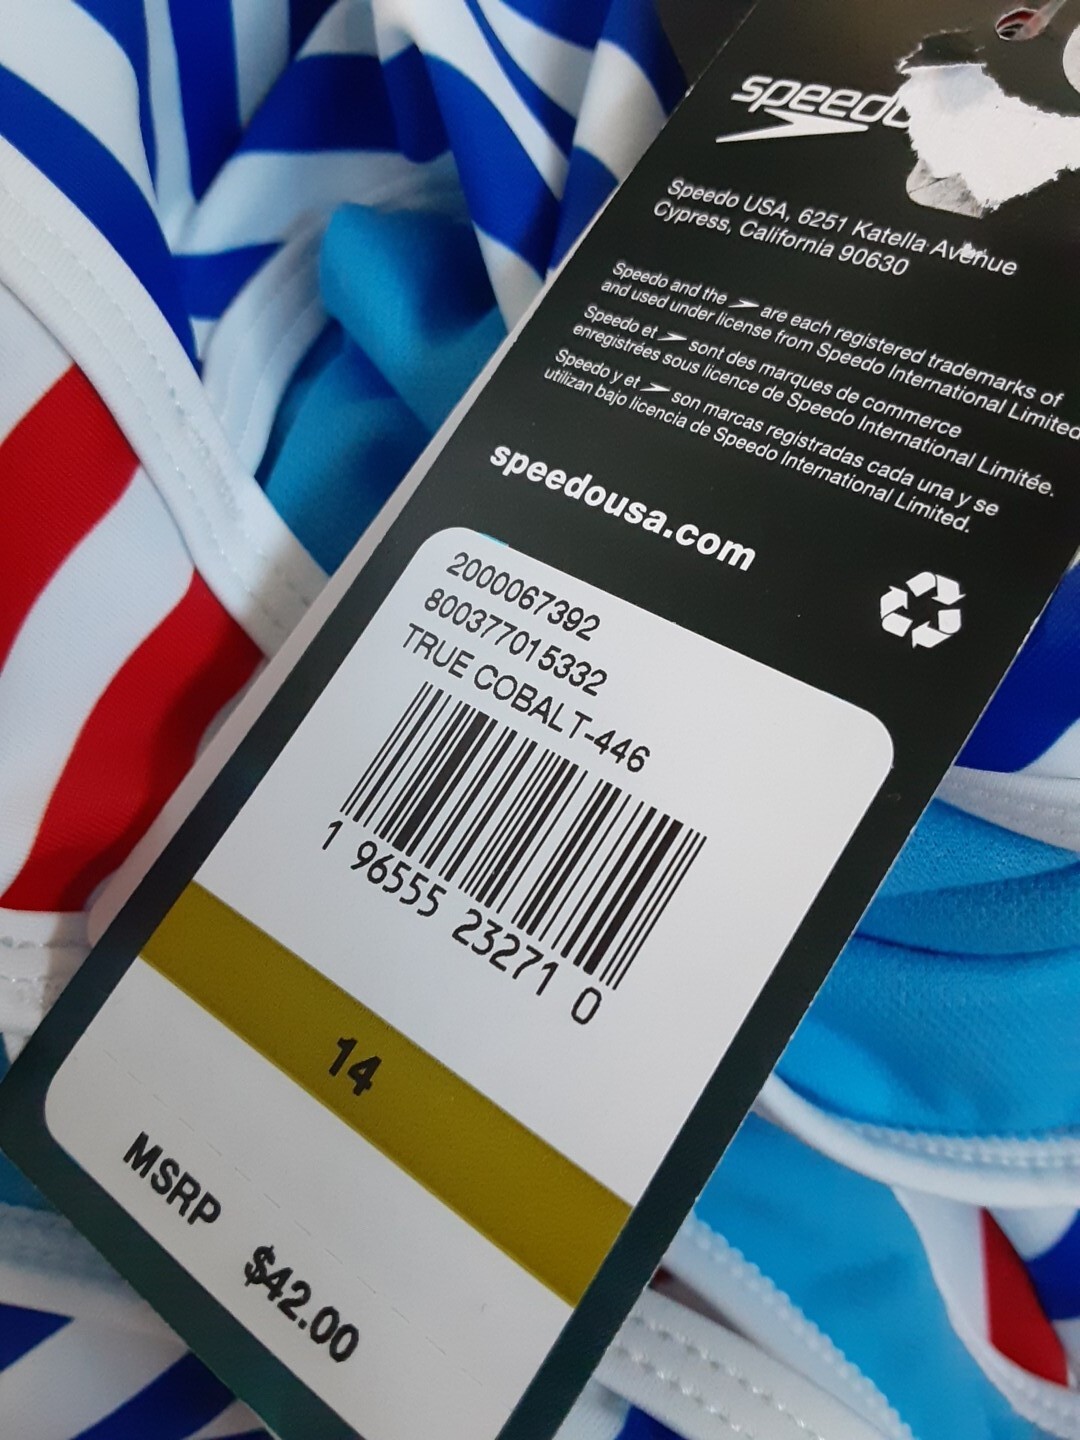 speedo
Speedo USA, 6251 Katella Avenue
Cypress, California 90630
Speedo and the are each registered trademarks of
and used under license from Speedo International Limited
Speedo et sont des marques de commerce
enregistrées sous licence de Speedo International Limitée.
Speedo y et son marcas registradas cada una y se
utilizan bajo licencia de Speedo International Limited.
speedousa.com
2000067392
800377015332
TRUE COBALT-446
1 96555 23271 0
14
MSRP $42.00